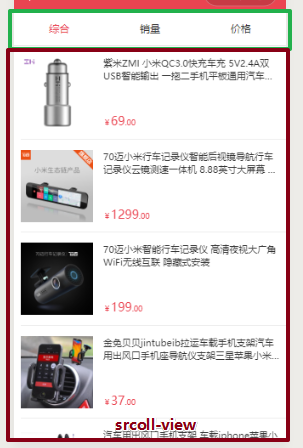 综合 销量 价格
紫米ZMI 小米QC3.0快充车充 5V2.4A双
USB智能输出 一拖二手机平板通用汽车...
¥69.00
小米生态链产品
70迈小米行车记录仪智能后视镜导航行车
记录仪云镜测速一体机 8.88英寸大屏幕 ...
¥1299.00
70迈小米智能行车记录仪 高清夜视大广角
WiFi无线互联 隐藏式安装
¥199.00
金兔贝贝jintubeib拉运车载手机支架汽车
用出风口手机座导航仪支架三星苹果小米...
¥37.00
srcoll-view
汽车用出风口手机支架 车载iphone苹果小